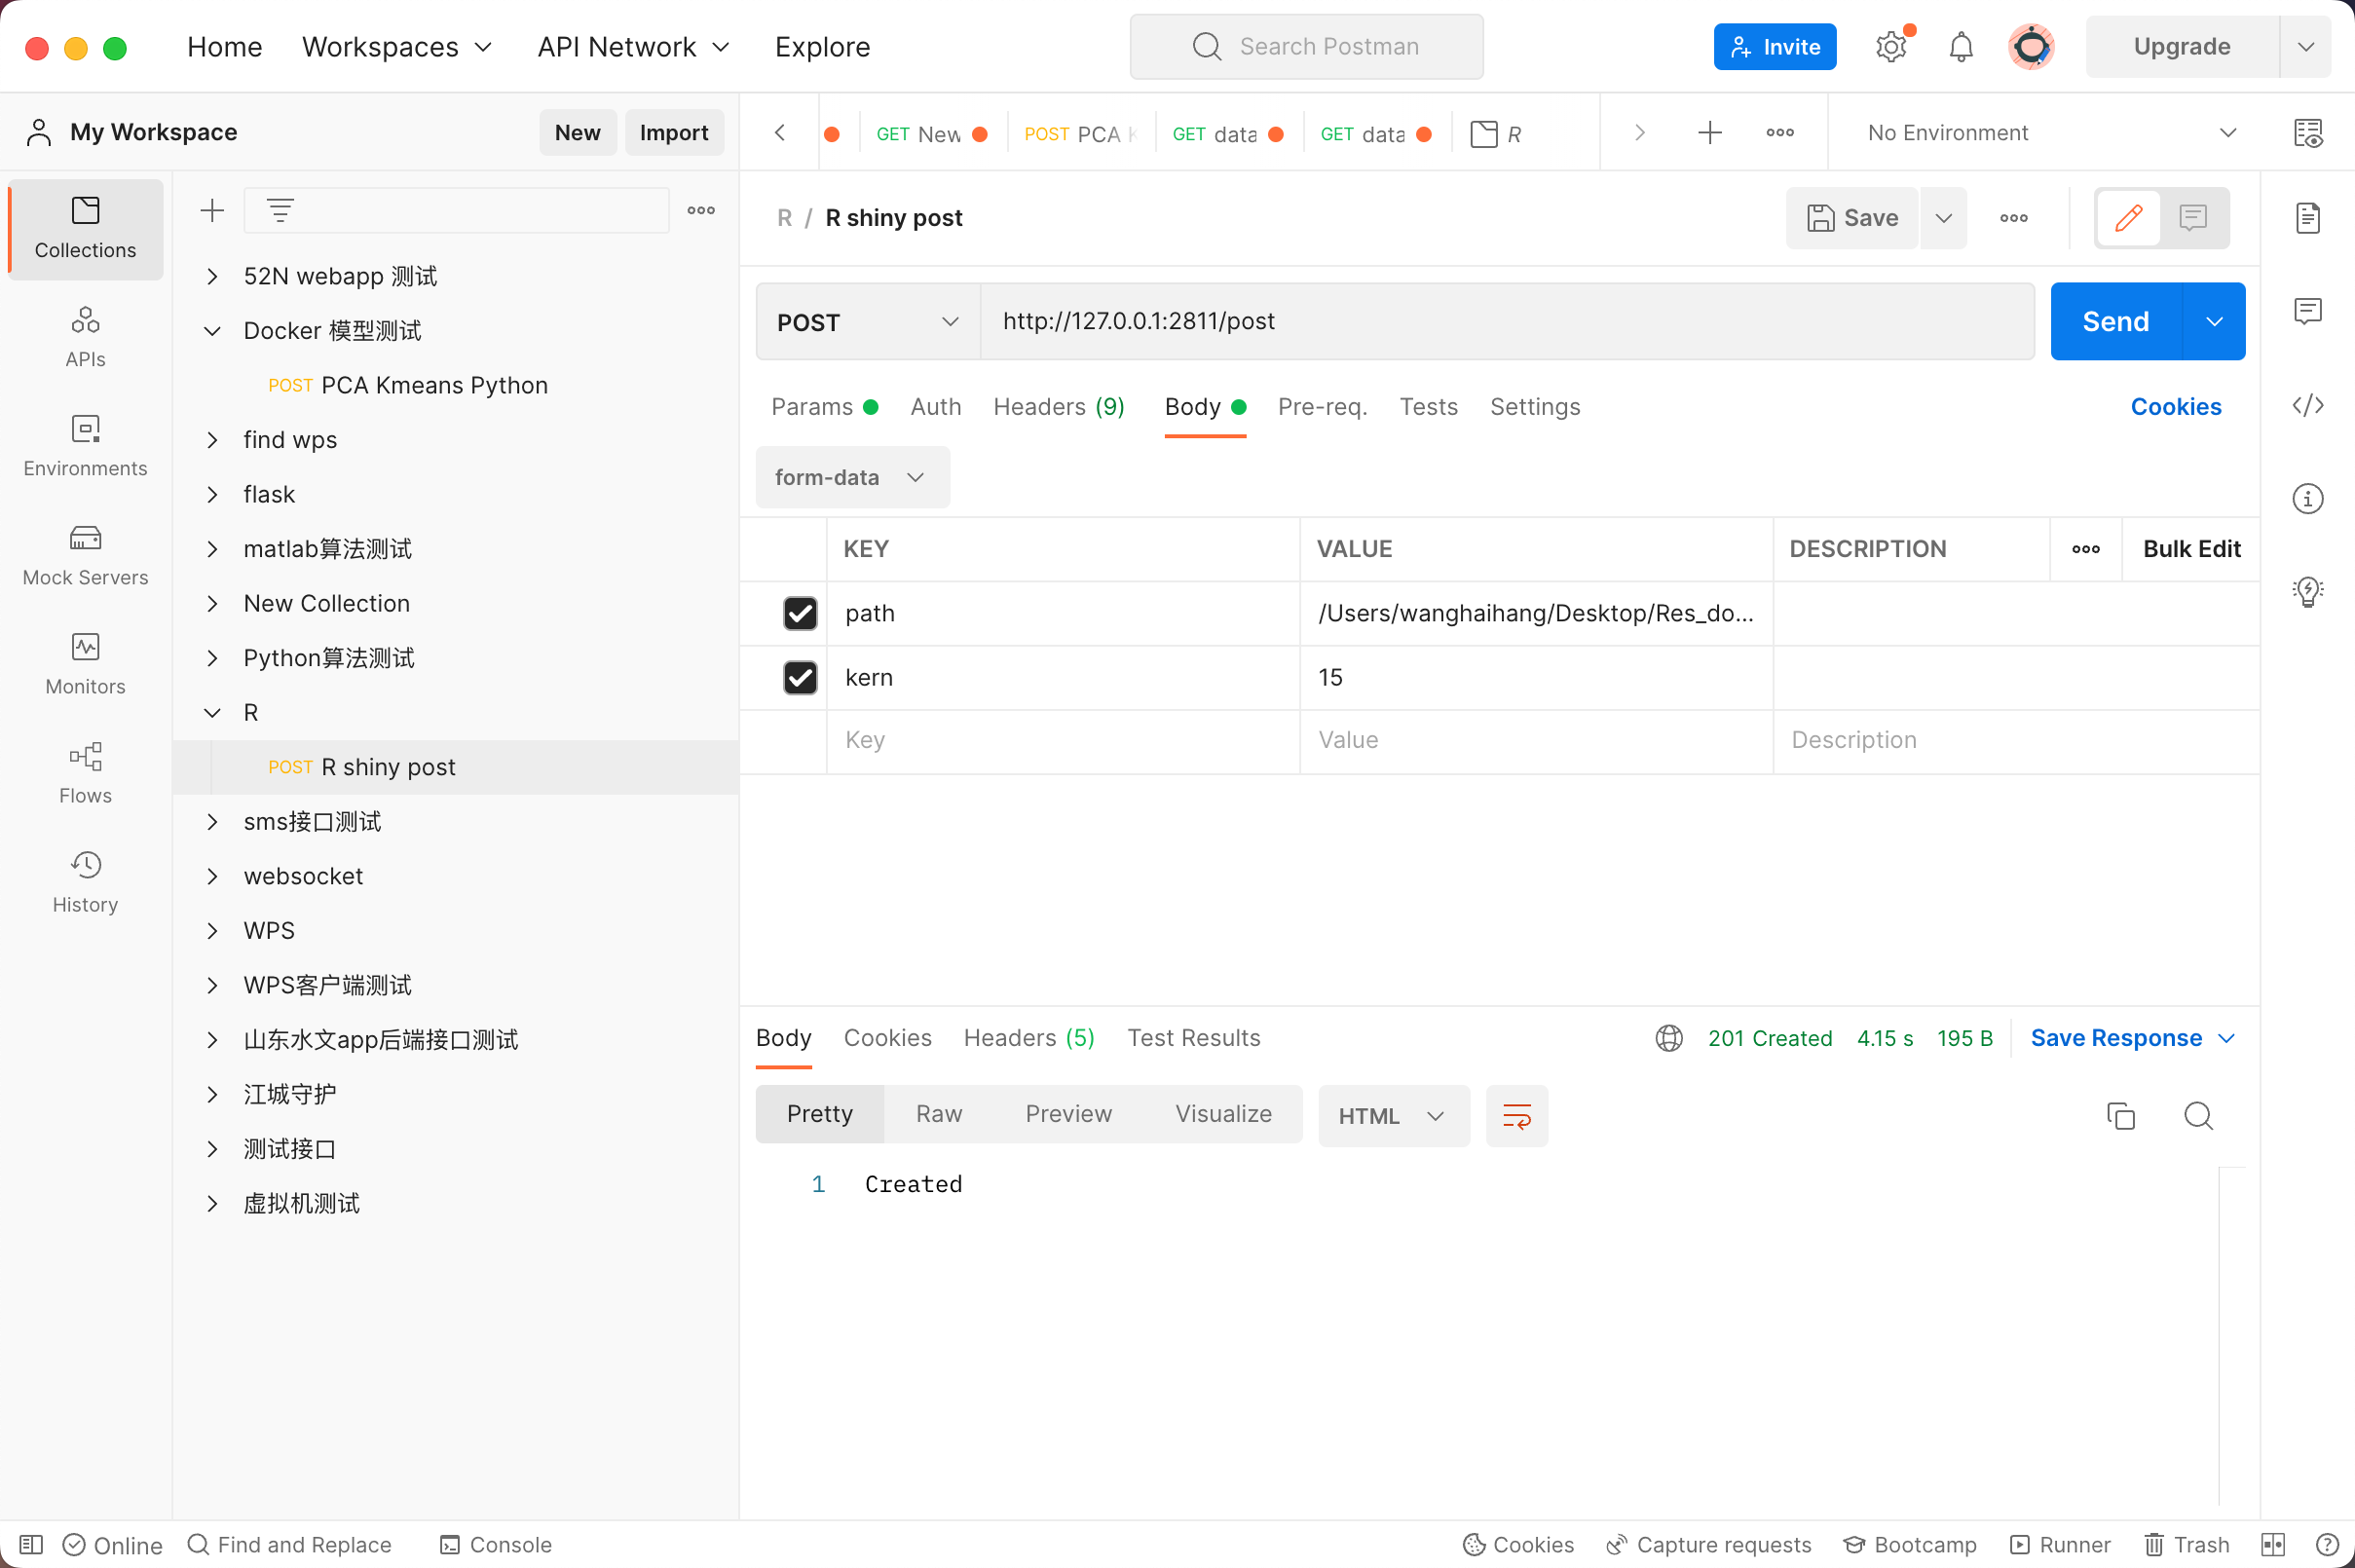 Home Workspaces API Network Explore Search Postman Invite Upgrade
My Workspace New Import GET New POST PCA K GET data GET data R No Environment
Collections
APIs
Environments
Mock Servers
Monitors
Flows
History
52N webapp 测试
Docker 模型测试
POST PCA Kmeans Python
find wps
flask
matlab算法测试
New Collection
Python算法测试
R
POST R shiny post
sms接口测试
websocket
WPS
WPS客户端测试
山东水文app后端接口测试
江城守护
测试接口
虚拟机测试
R / R shiny post Save
POST http://127.0.0.1:2811/post Send
Params Auth Headers (9) Body Pre-req. Tests Settings Cookies
form-data
KEY VALUE DESCRIPTION Bulk Edit
path /Users/wanghaihang/Desktop/Res_do...
kern 15
Key Value Description
Body Cookies Headers (5) Test Results 201 Created 4.15 s 195 B Save Response
Pretty Raw Preview Visualize HTML
1 Created
Online Find and Replace Console Cookies Capture requests Bootcamp Runner Trash